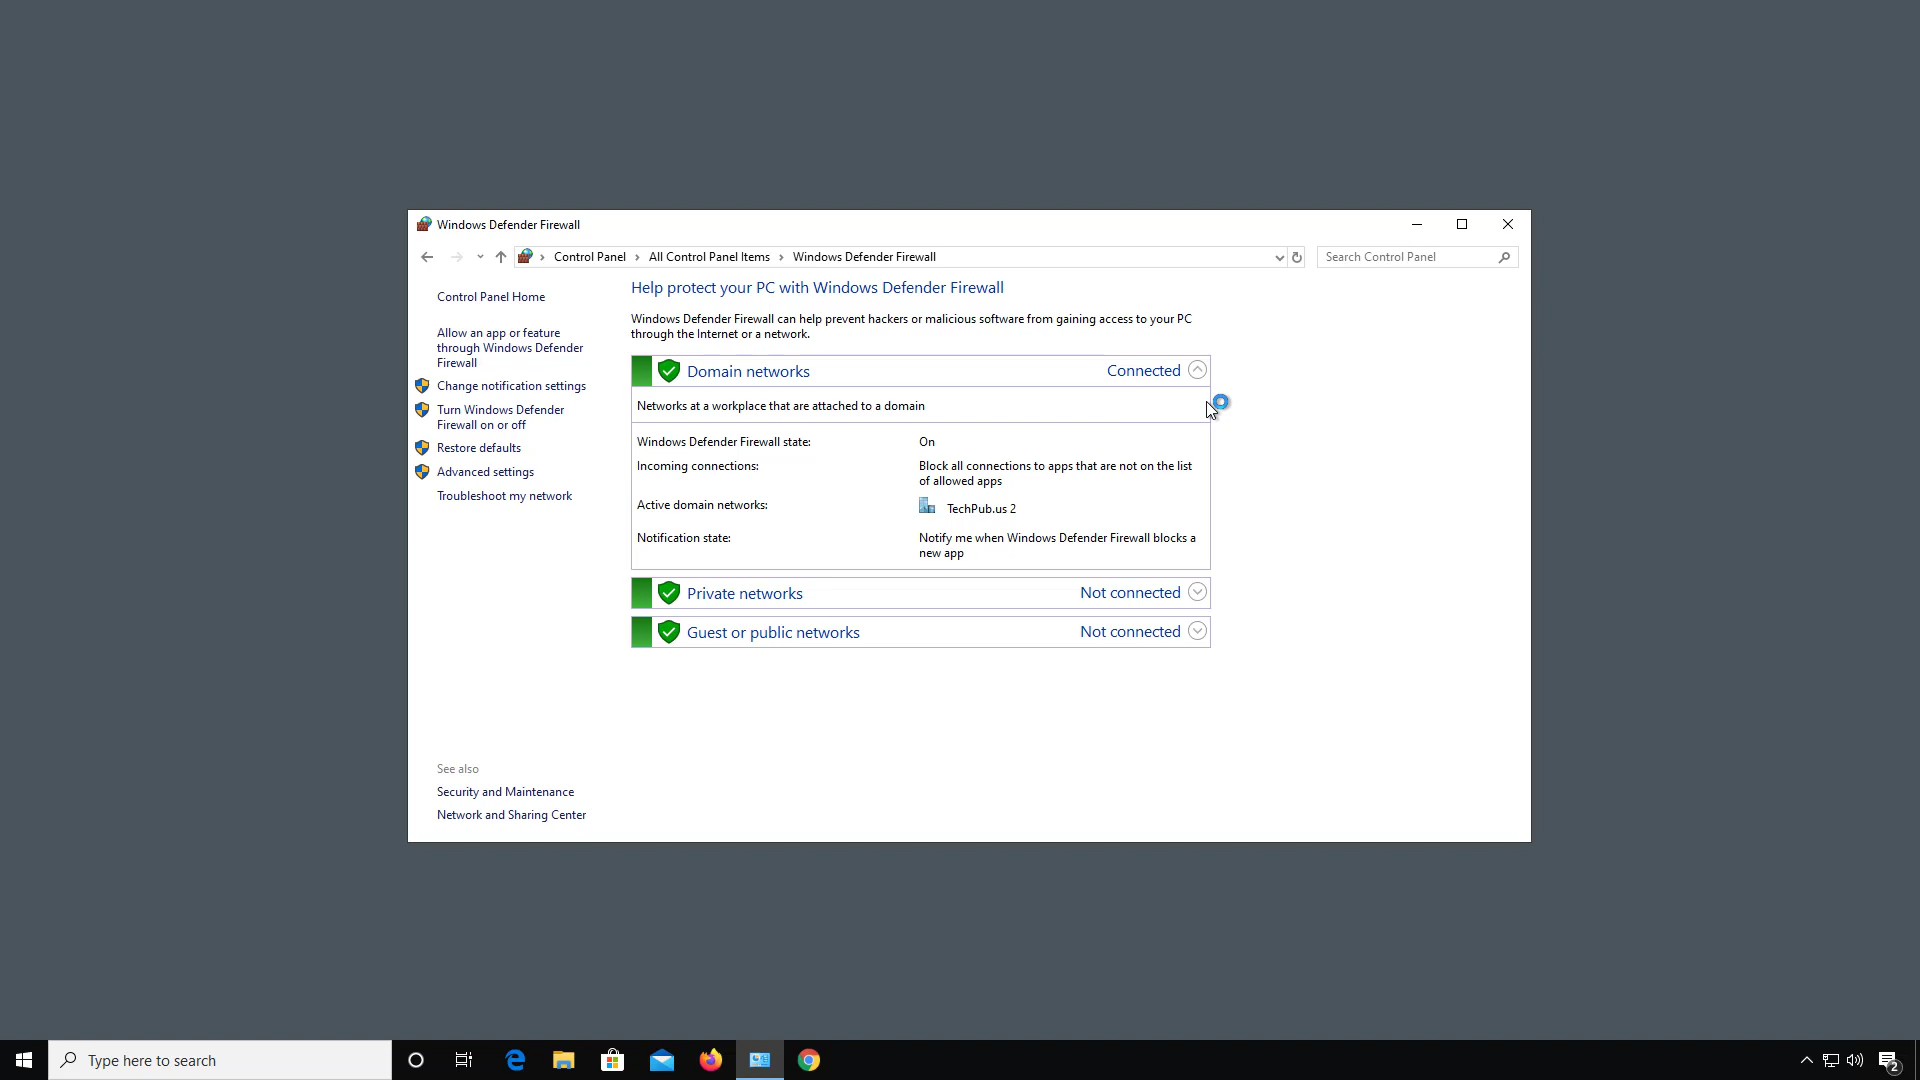 Windows Defender Firewall
Control Panel
All Control Panel Items
Windows Defender Firewall
Search Control Panel
Control Panel Home
Allow an app or feature
through Windows Defender
Firewall
Change notification settings
Turn Windows Defender
Firewall on or off
Restore defaults
Advanced settings
Troubleshoot my network
See also
Security and Maintenance
Network and Sharing Center
Help protect your PC with Windows Defender Firewall
Windows Defender Firewall can help prevent hackers or malicious software from gaining access to your PC
through the Internet or a network.
Domain networks Connected
Networks at a workplace that are attached to a domain
Windows Defender Firewall state: On
Incoming connections: Block all connections to apps that are not on the list
of allowed apps
Active domain networks: TechPub.us 2
Notification state: Notify me when Windows Defender Firewall blocks a
new app
Private networks Not connected
Guest or public networks Not connected
Type here to search
2